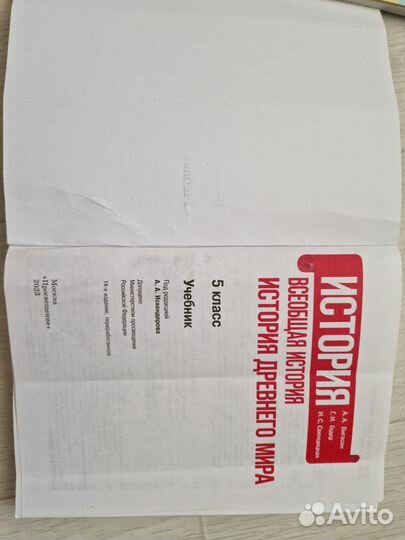 А. А. Вигасин
Г. И. Годер
И. С. Свенцицкая
ИСТОРИЯ
ВСЕОБЩАЯ ИСТОРИЯ
ИСТОРИЯ ДРЕВНЕГО МИРА
5 класс
Учебник
Под редакцией
А. А. Искендерова
Допущено
Министерством просвещения
Российской Федерации
14-е издание, переработанное
Москва
«Просвещение»
2023
Avito